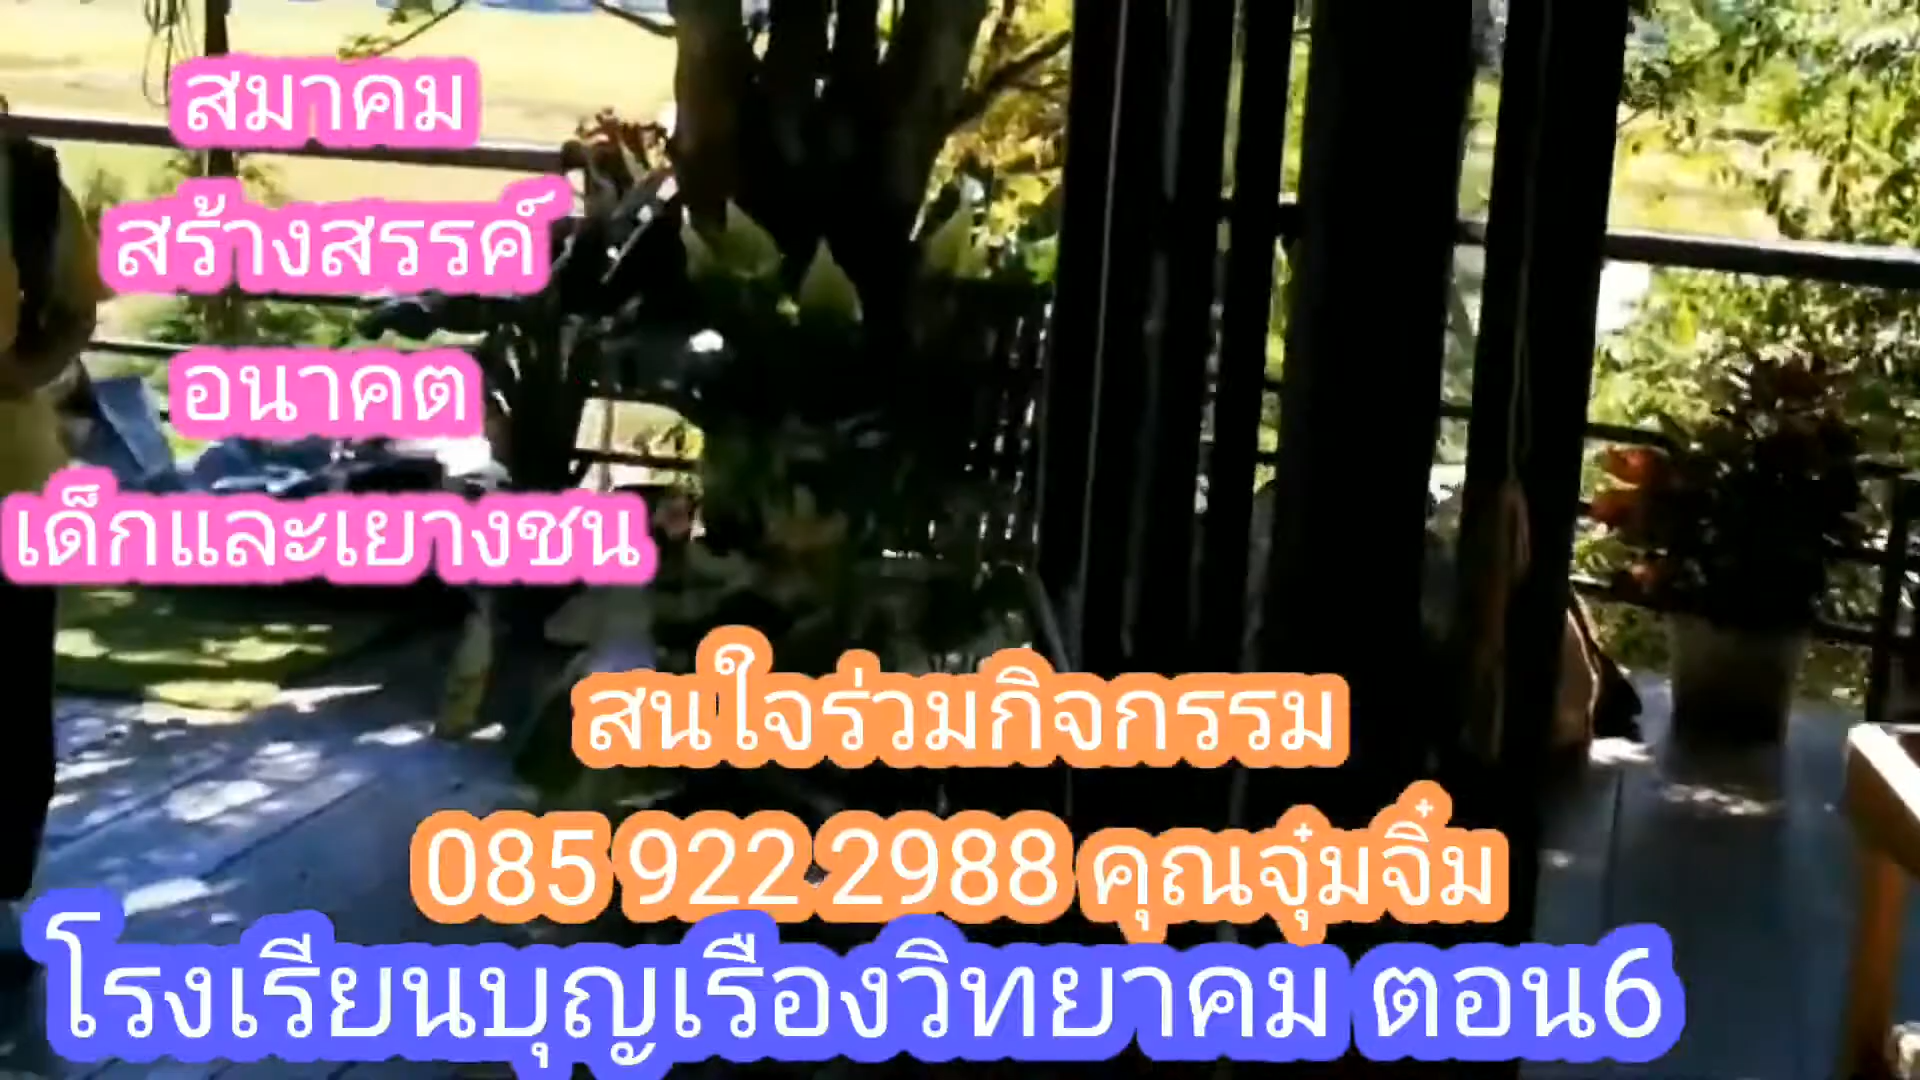 สมาคม
สร้างสรรค์
อนาคต
เด็กและเยางชน
สนใจร่วมกิจกรรม
085 922 2988 คุณจุ๋มจิ๋ม
โรงเรียนบุญเรืองวิทยาคม ตอน6